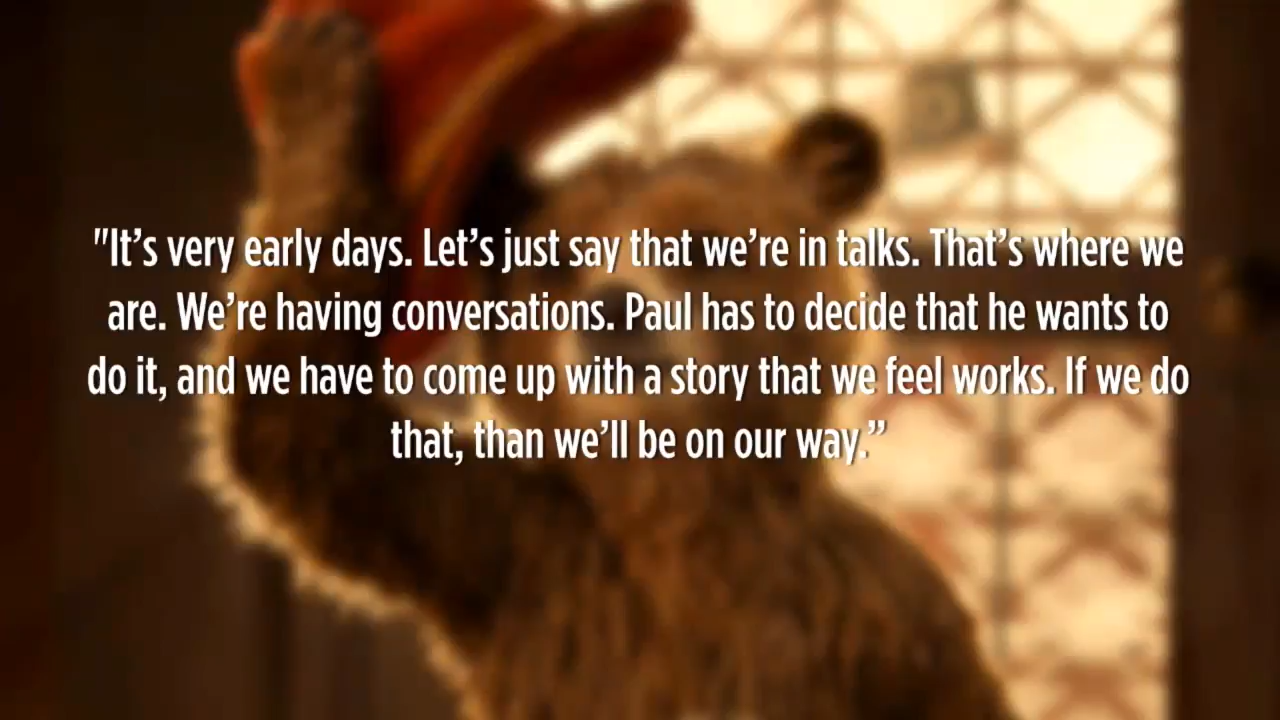 "It’s very early days. Let’s just say that we’re in talks. That’s where we
are. We’re having conversations. Paul has to decide that he wants to
do it, and we have to come up with a story that we feel works. If we do
that, than we’ll be on our way.”